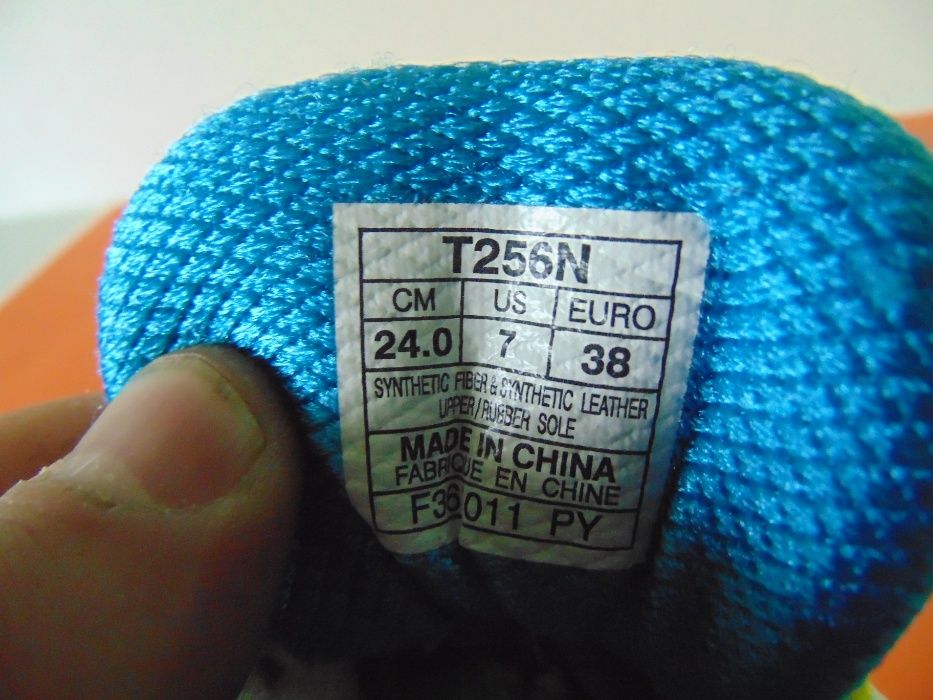 T256N
CM US EURO
24.0 7 38
SYNTHETIC FIBER & SYNTHETIC LEATHER
UPPER/RUBBER SOLE
MADE IN CHINA
FABRIQUE EN CHINE
F36011 PY